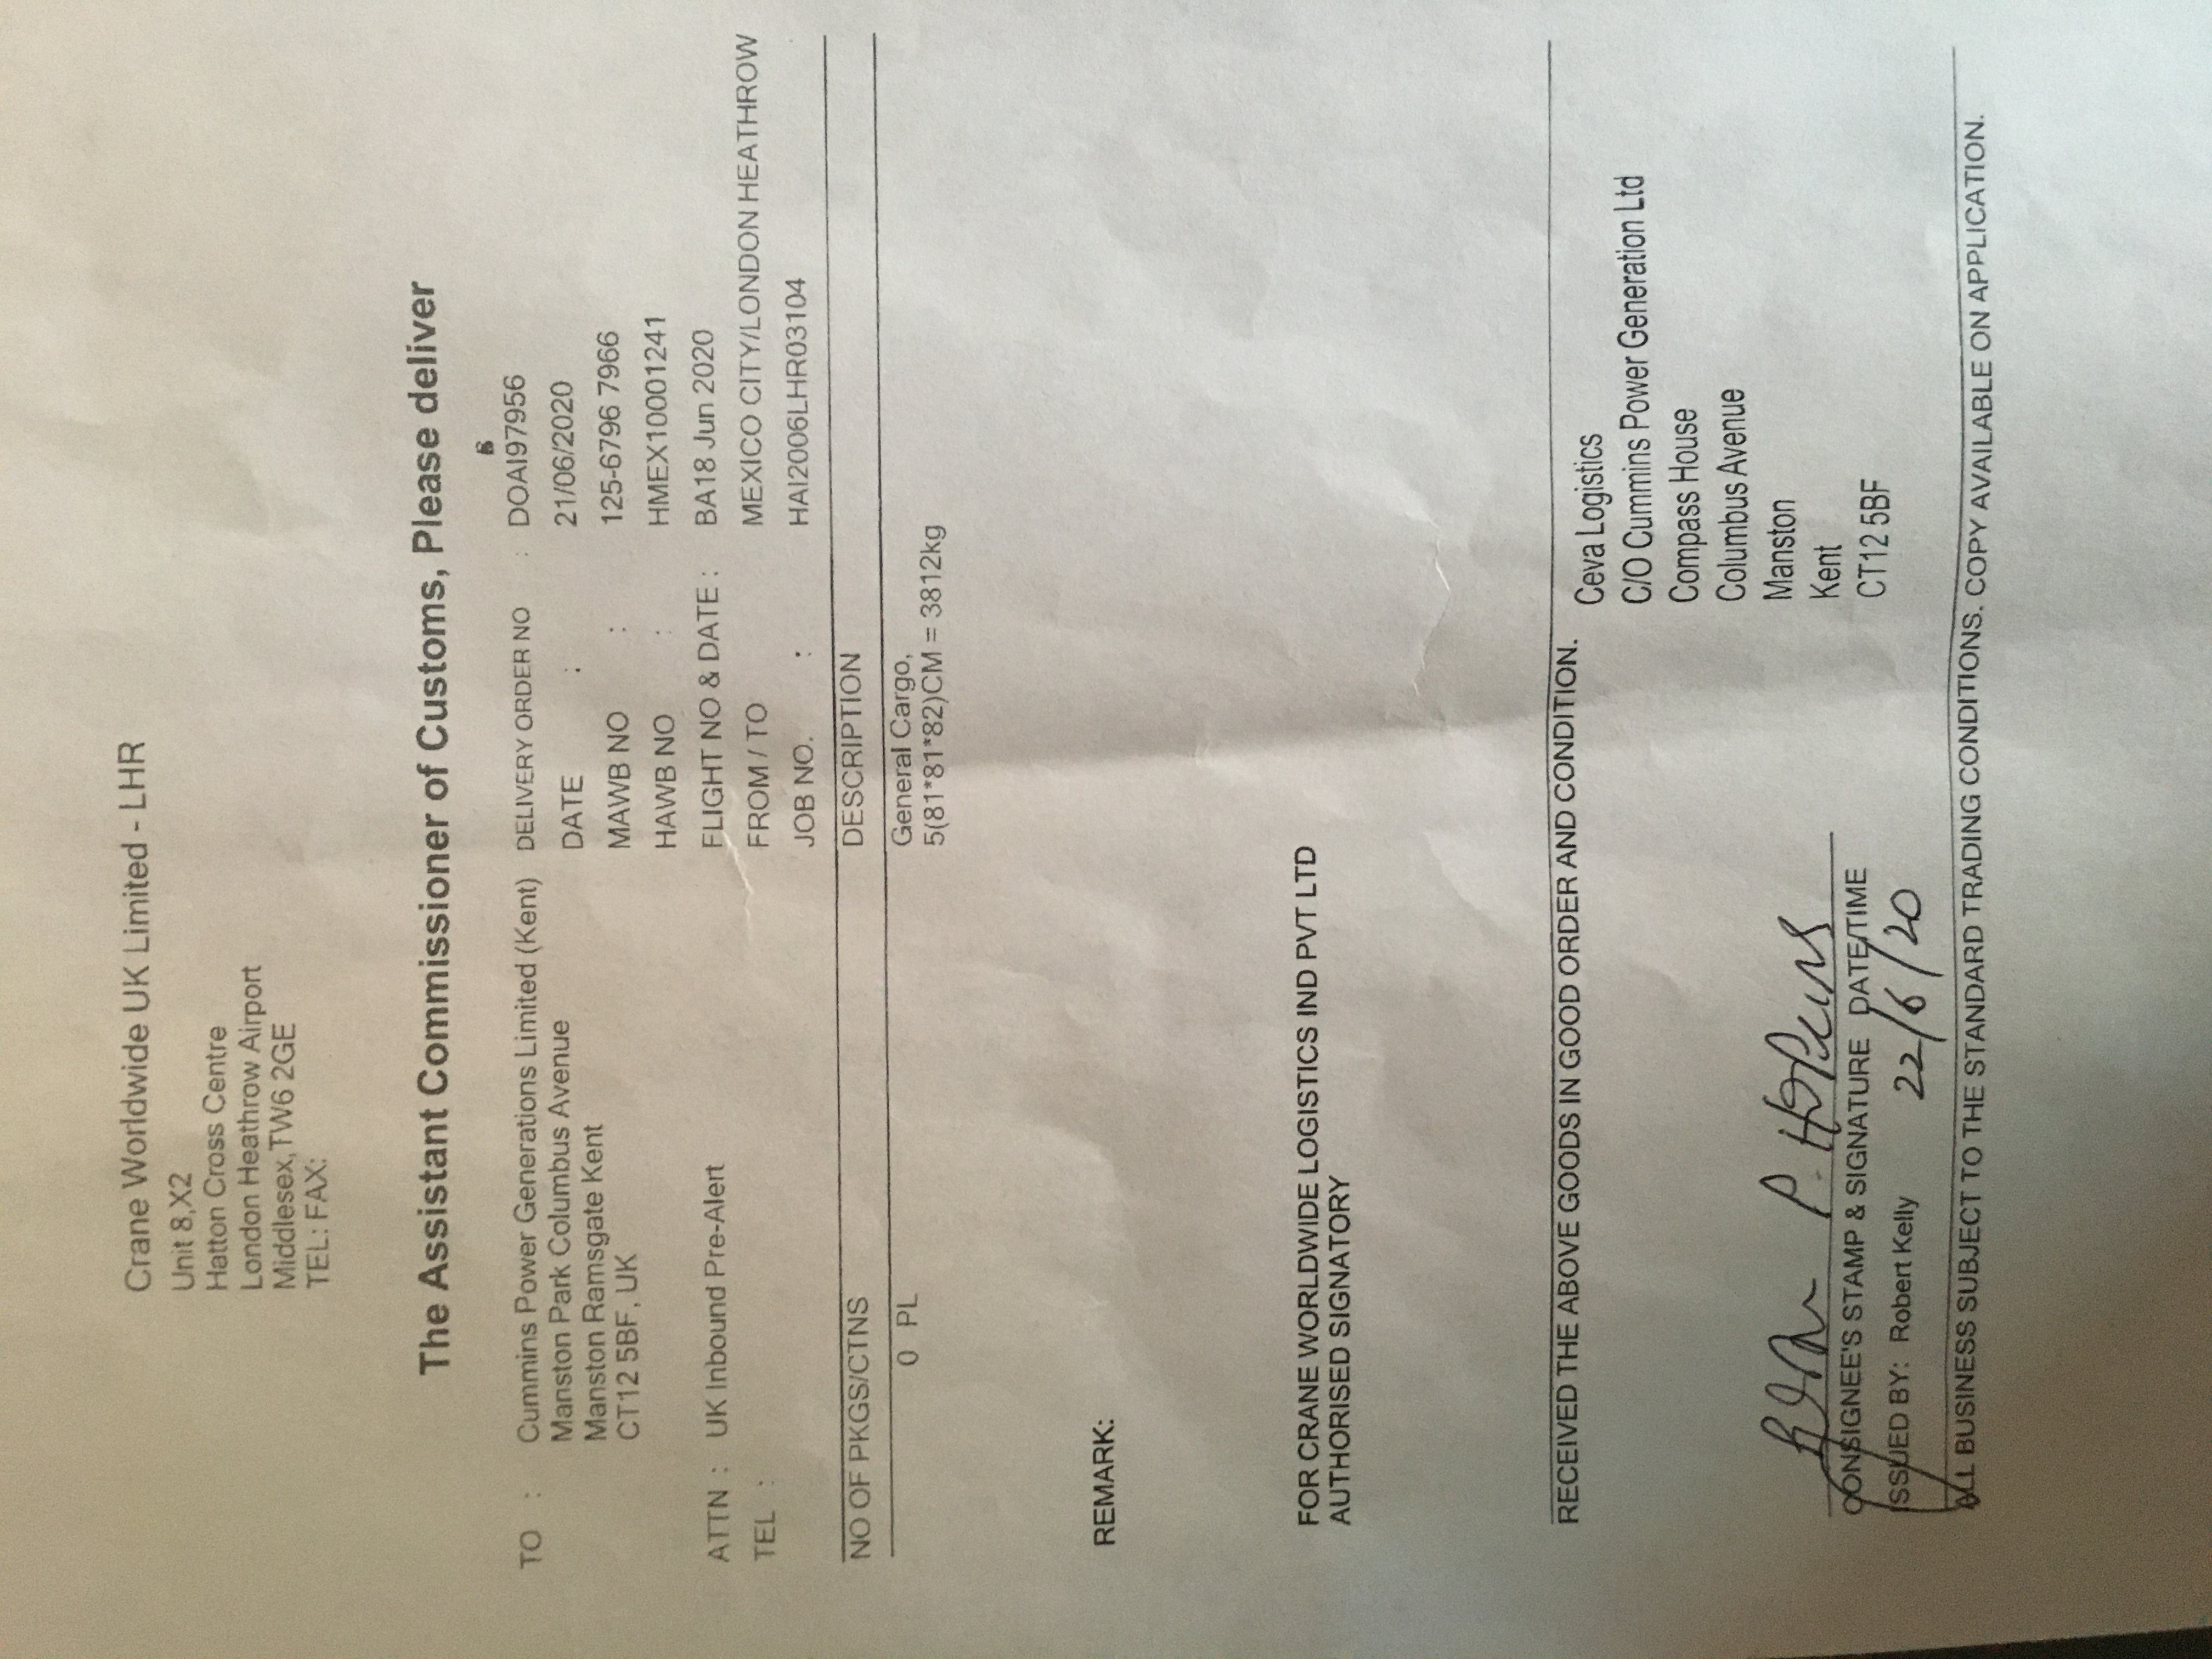 Crane Worldwide UK Limited - LHR
Unit 8,X2
Hatton Cross Centre
London Heathrow Airport
Middlesex,TW6 2GE
TEL: FAX:
The Assistant Commissioner of Customs, Please deliver
TO : Cummins Power Generations Limited (Kent)
Manston Park Columbus Avenue
Manston Ramsgate Kent
CT12 5BF, UK
ATTN : UK Inbound Pre-Alert
TEL :
DELIVERY ORDER NO : DOAI97956
DATE : 21/06/2020
MAWB NO : 125-6796 7966
HAWB NO : HMEX10001241
FLIGHT NO & DATE : BA18 Jun 2020
FROM / TO MEXICO CITY/LONDON HEATHROW
JOB NO. : HAI2006LHR03104
NO OF PKGS/CTNS DESCRIPTION
0 PL General Cargo,
5(81*81*82)CM = 3812kg
REMARK:
FOR CRANE WORLDWIDE LOGISTICS IND PVT LTD
AUTHORISED SIGNATORY
RECEIVED THE ABOVE GOODS IN GOOD ORDER AND CONDITION.
Ceva Logistics
C/O Cummins Power Generation Ltd
Compass House
Columbus Avenue
Manston
Kent
CT12 5BF
CONSIGNEE'S STAMP & SIGNATURE DATE/TIME
ISSUED BY: Robert Kelly 22/6/20
ALL BUSINESS SUBJECT TO THE STANDARD TRADING CONDITIONS. COPY AVAILABLE ON APPLICATION.